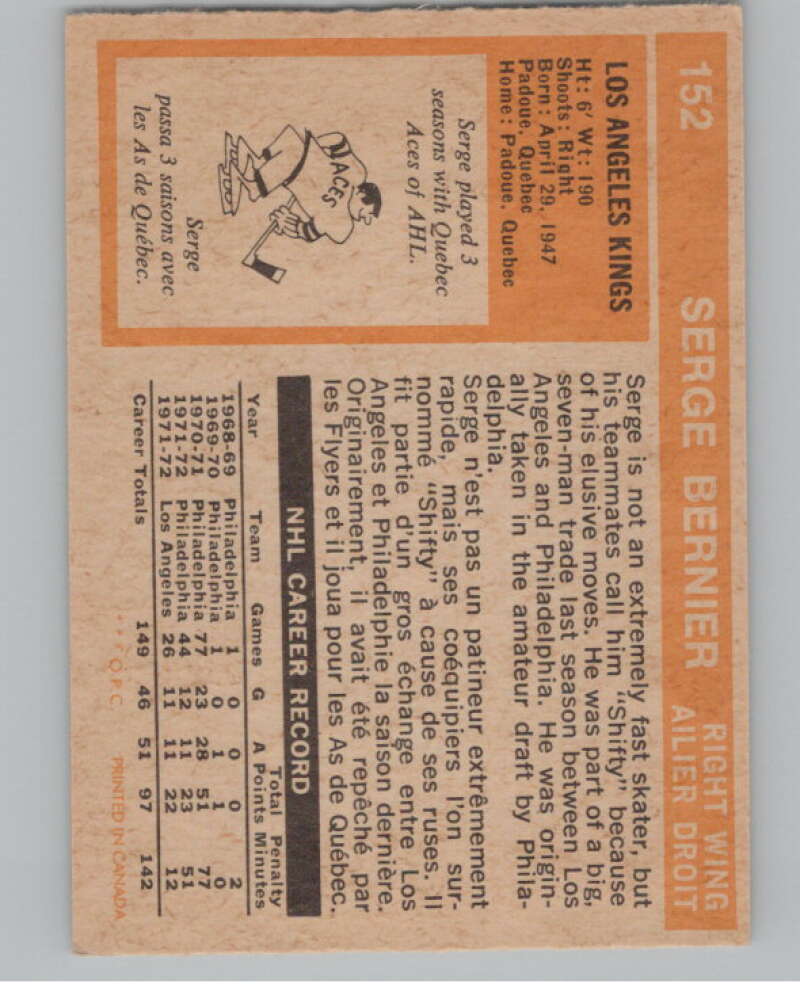 152 SERGE BERNIER RIGHT WING
AILIER DROIT
LOS ANGELES KINGS
Ht: 6' Wt: 190
Shoots: Right
Born: April 29, 1947
Padoue, Quebec
Home: Padoue, Quebec
Serge played 3
seasons with Quebec
Aces of AHL.
ACES
Serge
passa 3 saisons avec
les As de Québec.
Serge is not an extremely fast skater, but
his teammates call him "Shifty" because
of his elusive moves. He was part of a big,
seven-man trade last season between Los
Angeles and Philadelphia. He was origin-
ally taken in the amateur draft by Phila-
delphia.
Serge n'est pas un patineur extrêmement
rapide, mais ses coéquipiers l'on sur-
nommé "Shifty" à cause de ses ruses. Il
fit partie d'un gros échange entre Los
Angeles et Philadelphie la saison dernière.
Originairement, il avait été repêché par
les Flyers et il joua pour les As de Québec.
NHL CAREER RECORD
Total Penalty
Year Team Games G A Points Minutes
1968-69 Philadelphia 1 0 0 0 2
1969-70 Philadelphia 1 0 1 1 0
1970-71 Philadelphia 77 23 28 51 77
1971-72 Philadelphia 44 12 11 23 51
1971-72 Los Angeles 26 11 11 22 12
Career Totals 149 46 51 97 142
**O.P.C. PRINTED IN CANADA